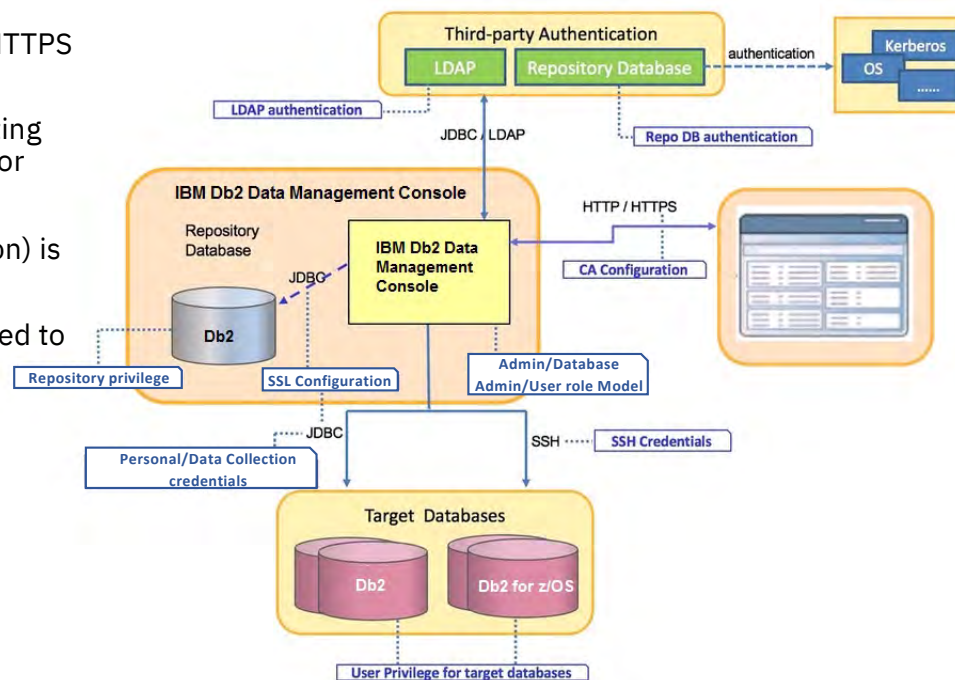 HTTPS
ing
or
on) is
ed to
Third-party Authentication
LDAP
Repository Database
authentication
Kerberos
OS
......
LDAP authentication
JDBC / LDAP
Repo DB authentication
IBM Db2 Data Management Console
Repository
Database
JDBC
IBM Db2 Data
Management
Console
HTTP / HTTPS
CA Configuration
Db2
Repository privilege
SSL Configuration
Admin/Database
Admin/User role Model
JDBC
SSH
SSH Credentials
Personal/Data Collection
credentials
Target Databases
Db2
Db2 for z/OS
User Privilege for target databases